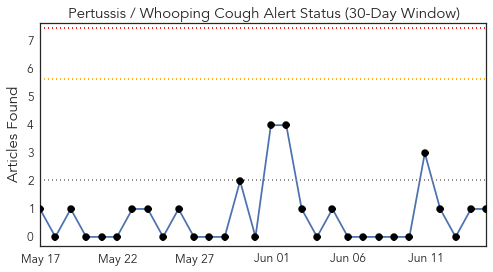 Pertussis / Whooping Cough Alert Status (30-Day Window)
Articles Found
7
6
5
4
3
2
1
0
May 17
May 22
May 27
Jun 01
Jun 06
Jun 11